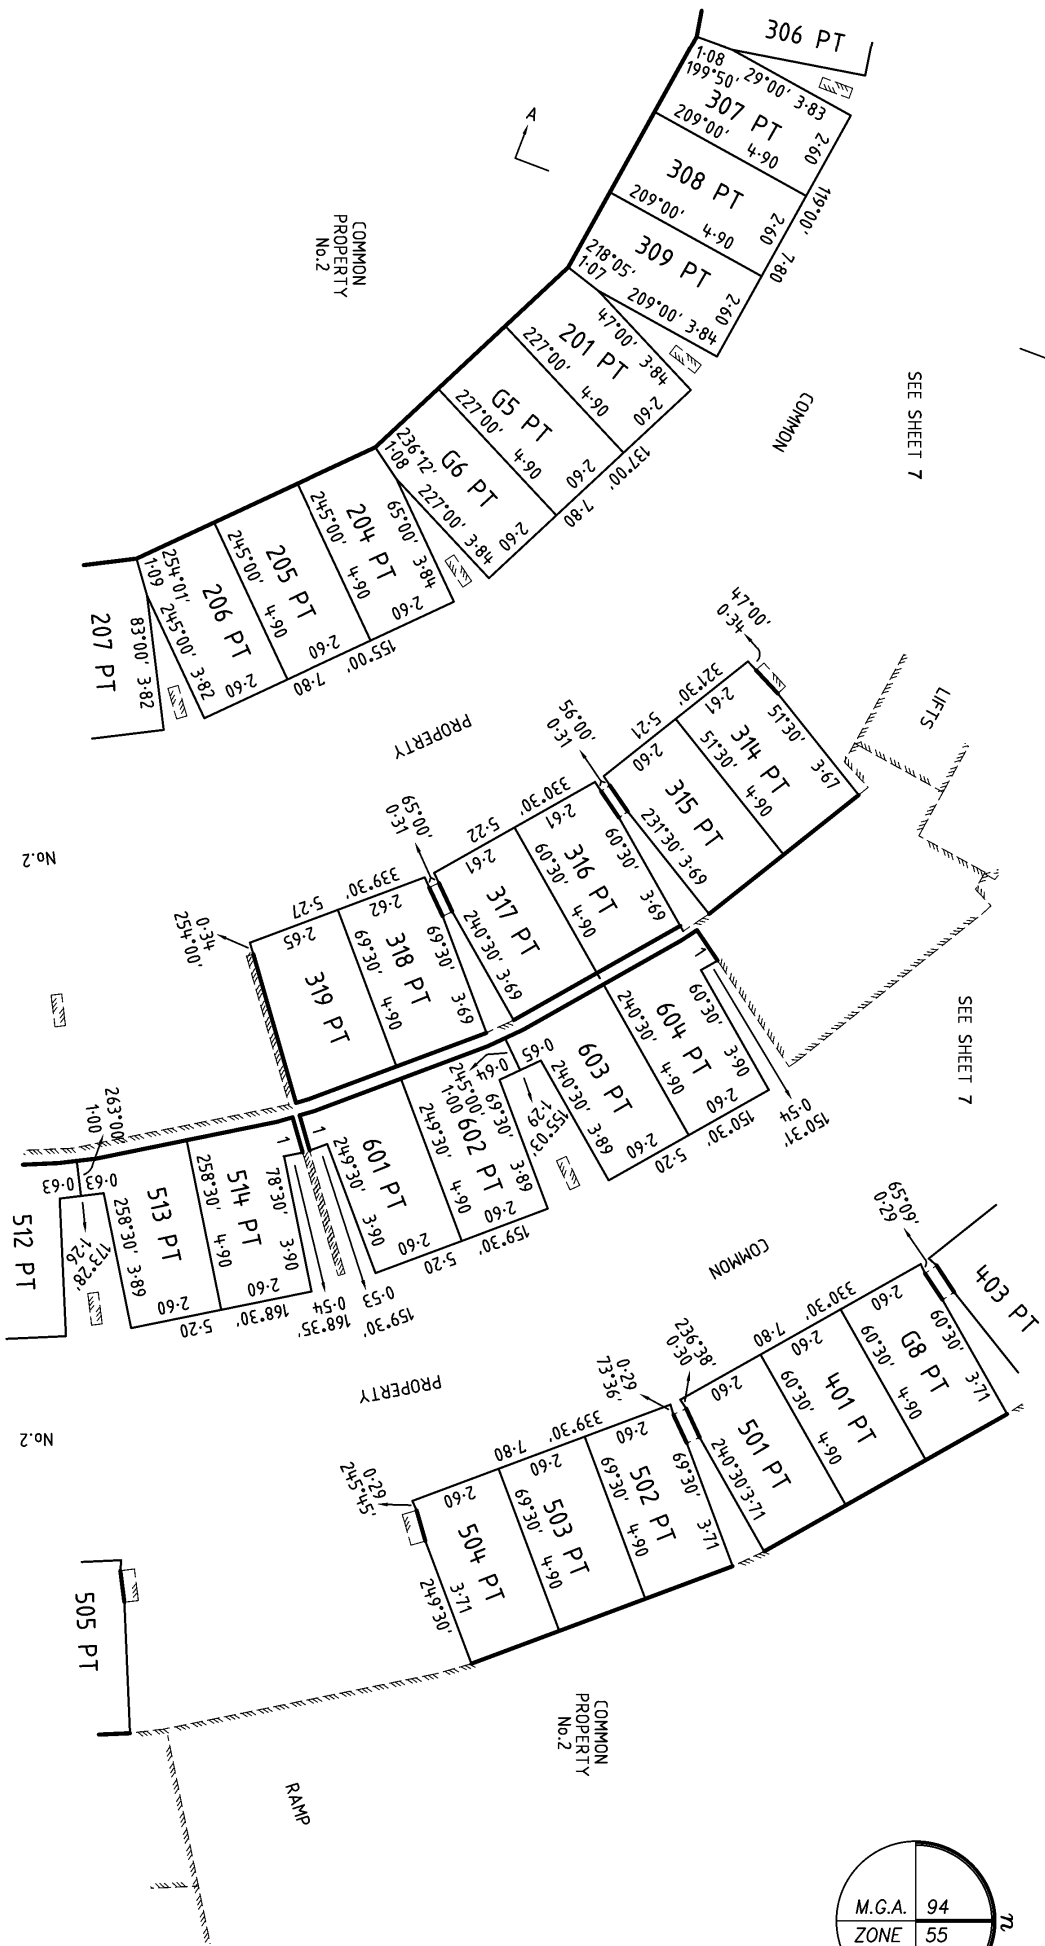 306 PT
1·08
199°50'
29°00' 3·83
307 PT
2·60
209°00' 4·90
119°00'
7·80
308 PT
2·60
209°00' 4·90
309 PT
2·60
218°05'
1·07
209°00' 3·84
A
COMMON
PROPERTY
No.2
47°00' 3·84
201 PT
2·60
227°00' 4·90
137°00'
7·80
G5 PT
2·60
227°00' 4·90
G6 PT
2·60
236°12'
1·08
227°00' 3·84
SEE SHEET 7
COMMON
65°00' 3·84
204 PT
2·60
245°00' 4·90
155°00'
7·80
205 PT
2·60
245°00' 4·90
206 PT
2·60
254°01'
1·09
245°00' 3·82
83°00' 3·82
207 PT
PROPERTY
No.2
LIFTS
47°00'
0·34
51°30' 3·67
314 PT
2·61
51°30' 4·90
321°30'
5·21
315 PT
2·60
231°30' 3·69
56°00'
0·31
60°30' 3·69
316 PT
2·61
60°30' 4·90
330°30'
5·22
317 PT
2·61
240°30' 3·69
65°00'
0·31
69°30' 3·69
318 PT
2·62
69°30' 4·90
339°30'
5·27
319 PT
2·65
0·34
254°00'
SEE SHEET 7
1
150°31'
0·54
60°30' 3·90
604 PT
2·60
240°30' 4·90
150°30'
5·20
603 PT
2·60
240°30' 3·89
0·65
0·64
155°03'
1·29
245°00'
1·00
69°30' 3·89
602 PT
2·60
249°30' 4·90
159°30'
5·20
601 PT
2·60
249°30' 3·90
1
159°30'
0·53
168°35'
0·54
1
78°30' 3·90
514 PT
2·60
258°30' 4·90
168°30'
5·20
513 PT
2·60
258°30' 3·89
263°00'
1·00
0·63
0·63
173°28'
1·26
512 PT
COMMON
PROPERTY
No.2
403 PT
65°09'
0·29
60°30' 3·71
G8 PT
2·60
60°30' 4·90
330°30'
7·80
401 PT
2·60
60°30' 4·90
501 PT
2·60
240°30' 3·71
236°38'
0·30
0·29
73°36'
69°30' 3·71
502 PT
2·60
69°30' 4·90
339°30'
7·80
503 PT
2·60
69°30' 4·90
504 PT
2·60
3·71
249°30'
0·29
245°45'
505 PT
COMMON
PROPERTY
No.2
RAMP
M.G.A. 94
ZONE 55
n